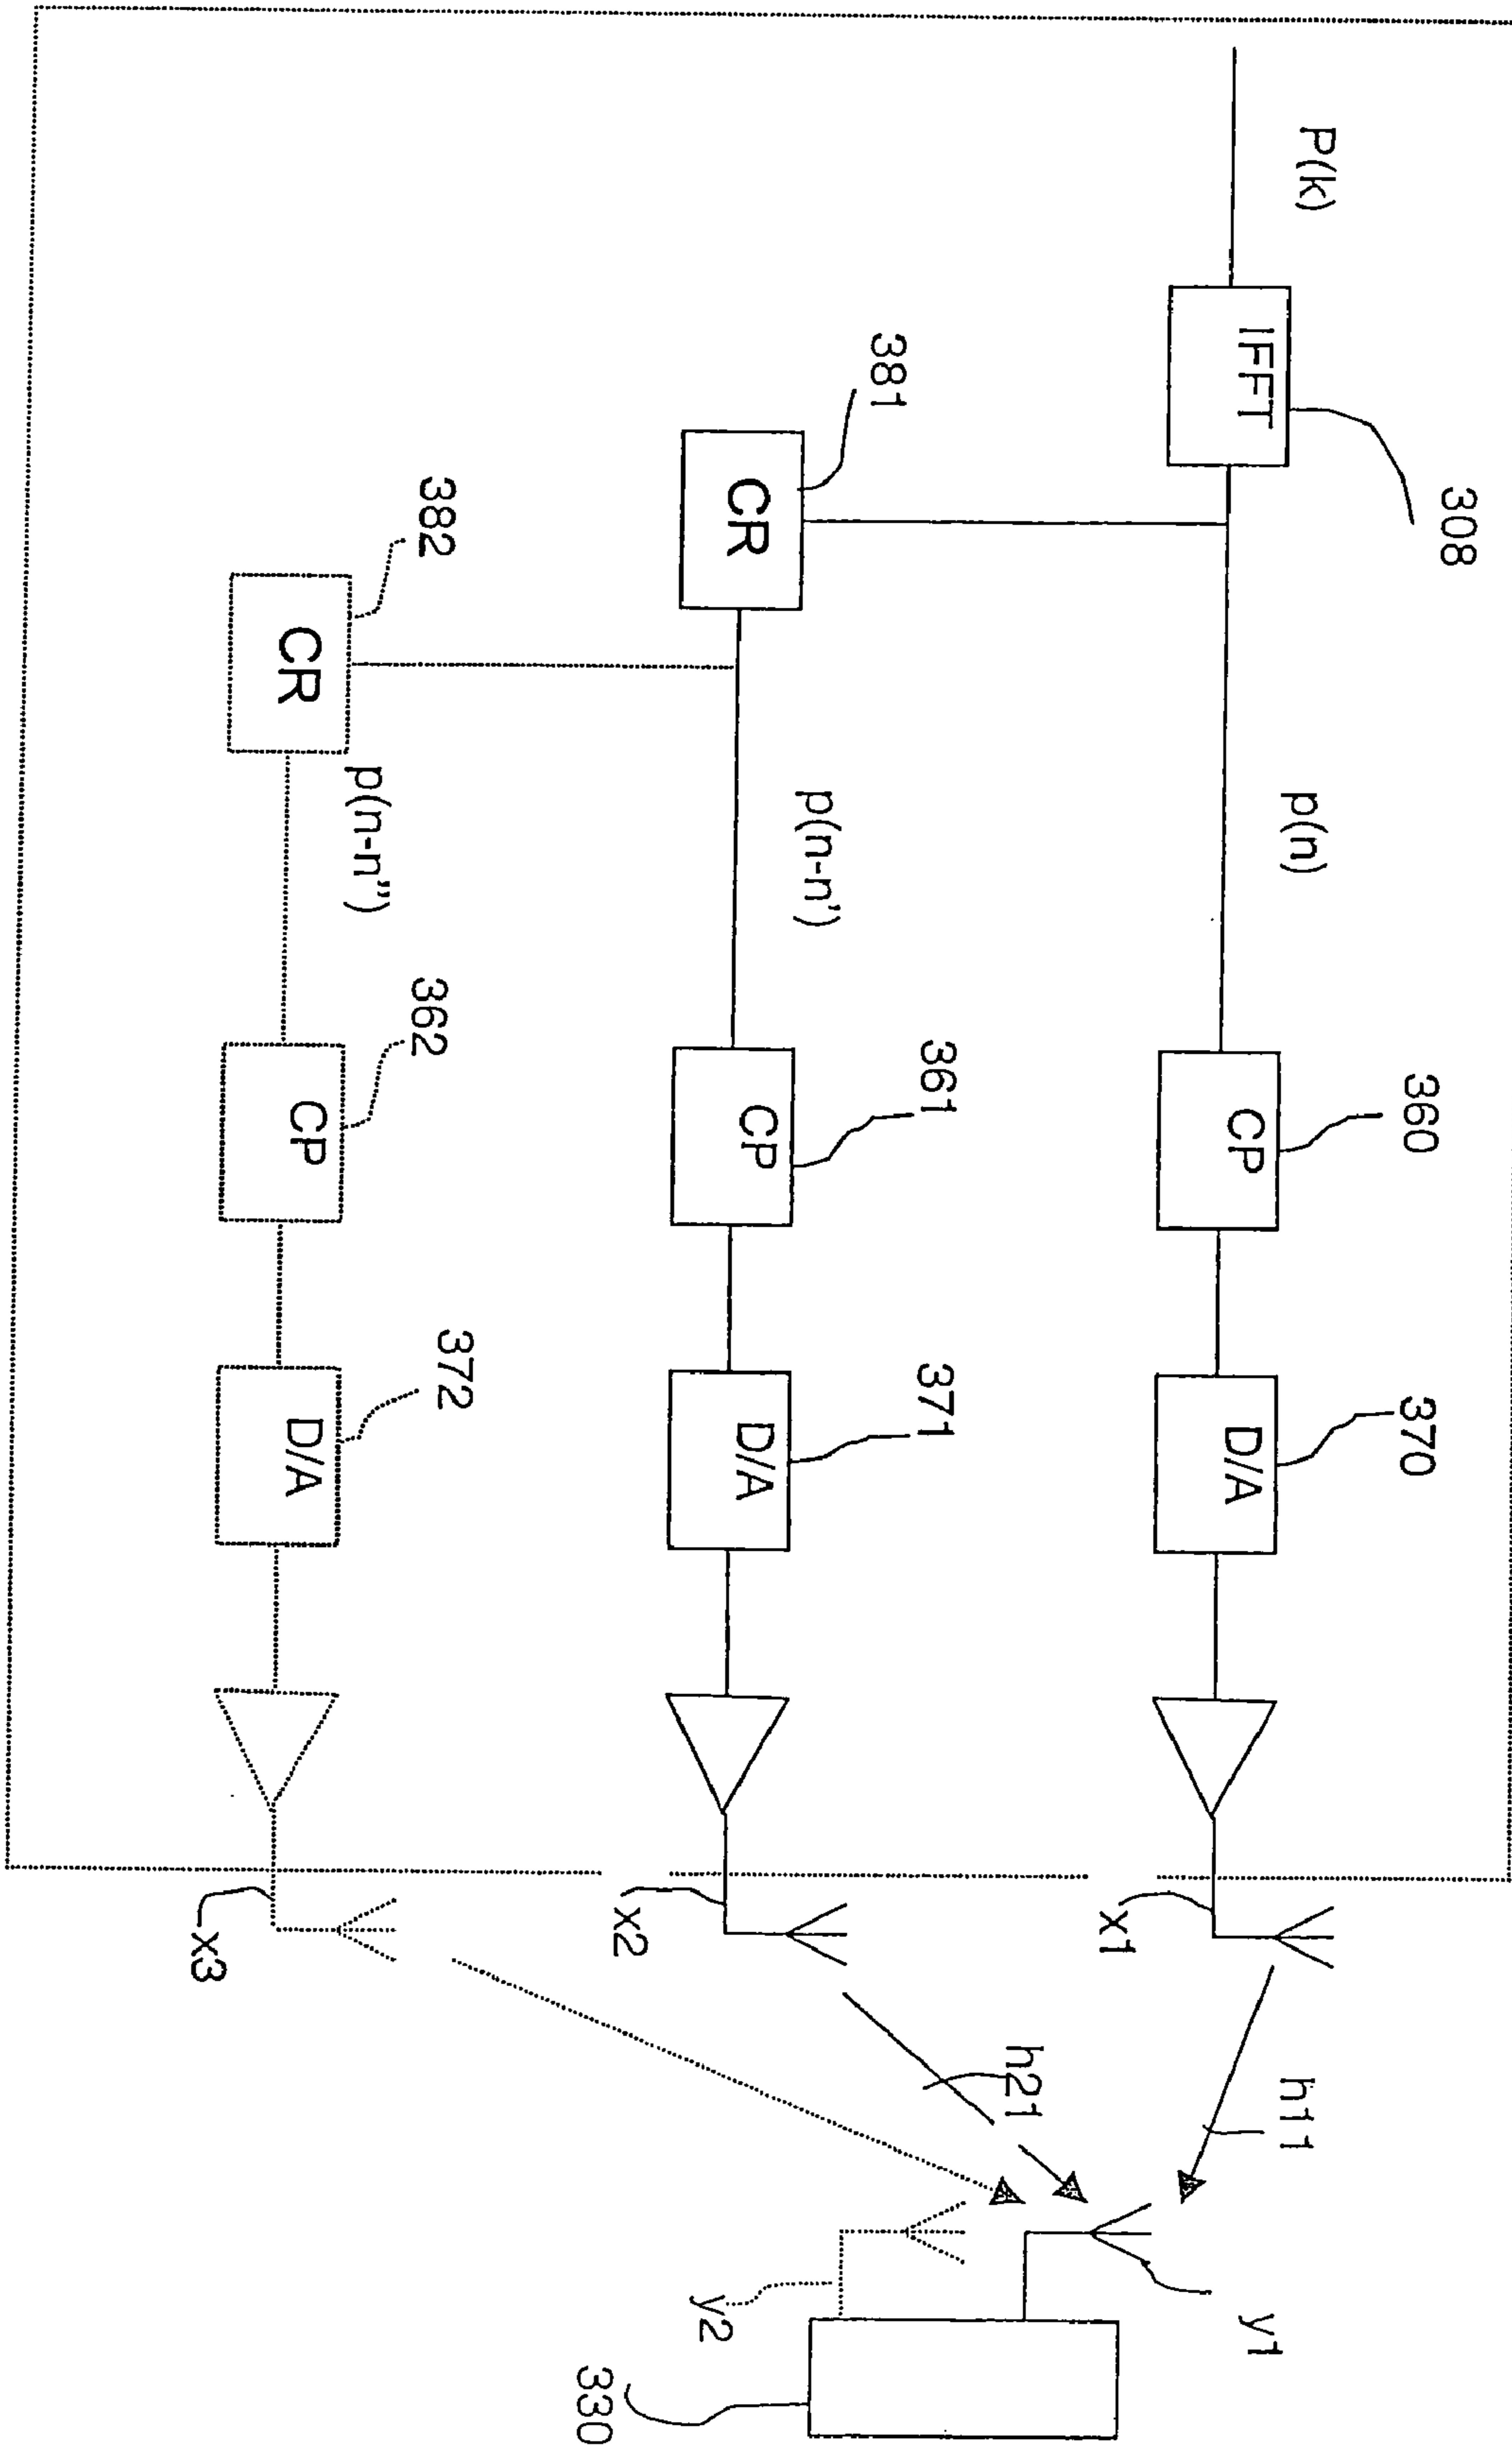 P(k)
IFFT
308
p(n)
CP
360
D/A
370
x1
h11
y1
CR
381
p(n-n')
CP
361
D/A
371
x2
h21
CR
382
p(n-n")
CP
362
D/A
372
x3
y2
330